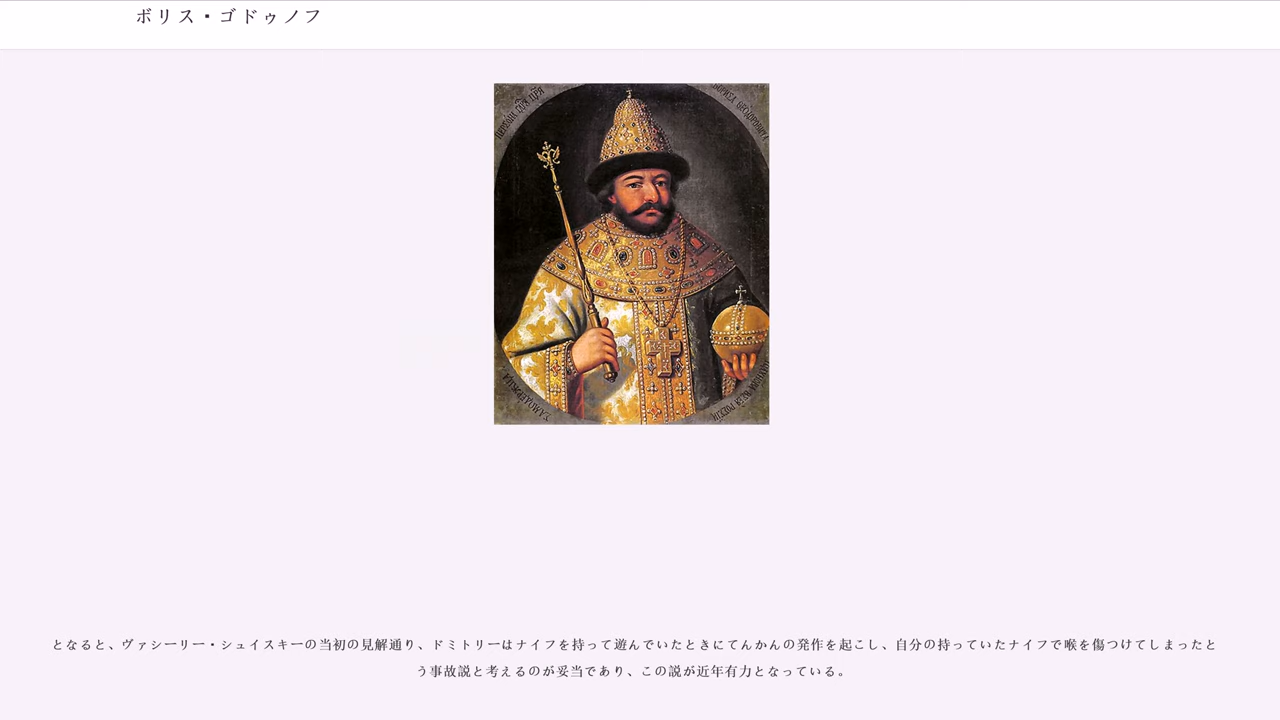 ボリス・ゴドゥノフ
となると、ヴァシーリー・シュイスキーの当初の見解通り、ドミトリーはナイフを持って遊んでいたときにてんかんの発作を起こし、自分の持っていたナイフで喉を傷つけてしまったと
う事故説と考えるのが妥当であり、この説が近年有力となっている。